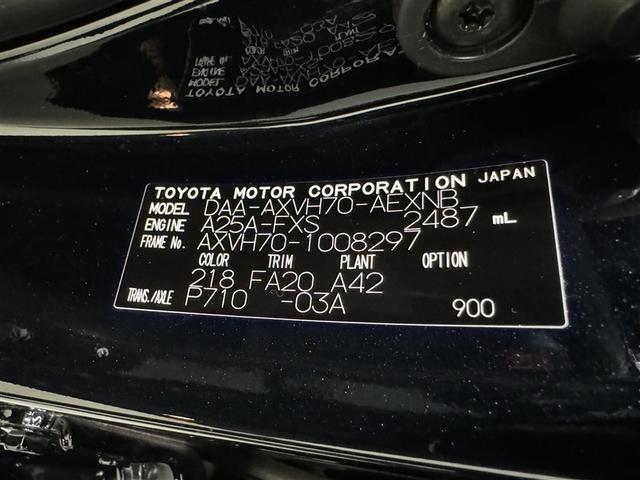 TOYOTA MOTOR CORPORATION JAPAN
MODEL DAA-AXVH70-AEXNB
ENGINE A25A-FXS 2487 mL
FRAME No. AXVH70-1008297
COLOR TRIM PLANT OPTION
218 FA20 A42
TRANS./AXLE P710 -03A 900